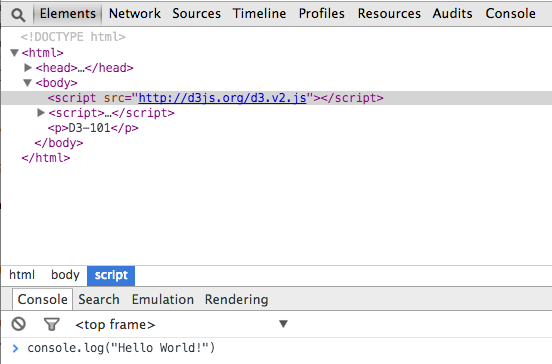 Elements Network Sources Timeline Profiles Resources Audits Console
<!DOCTYPE html>
▼<html>
▶<head>…</head>
▼<body>
<script src="http://d3js.org/d3.v2.js"></script>
▶<script>…</script>
<p>D3-101</p>
</body>
</html>
html body script
Console Search Emulation Rendering
<top frame> ▼
> console.log("Hello World!")